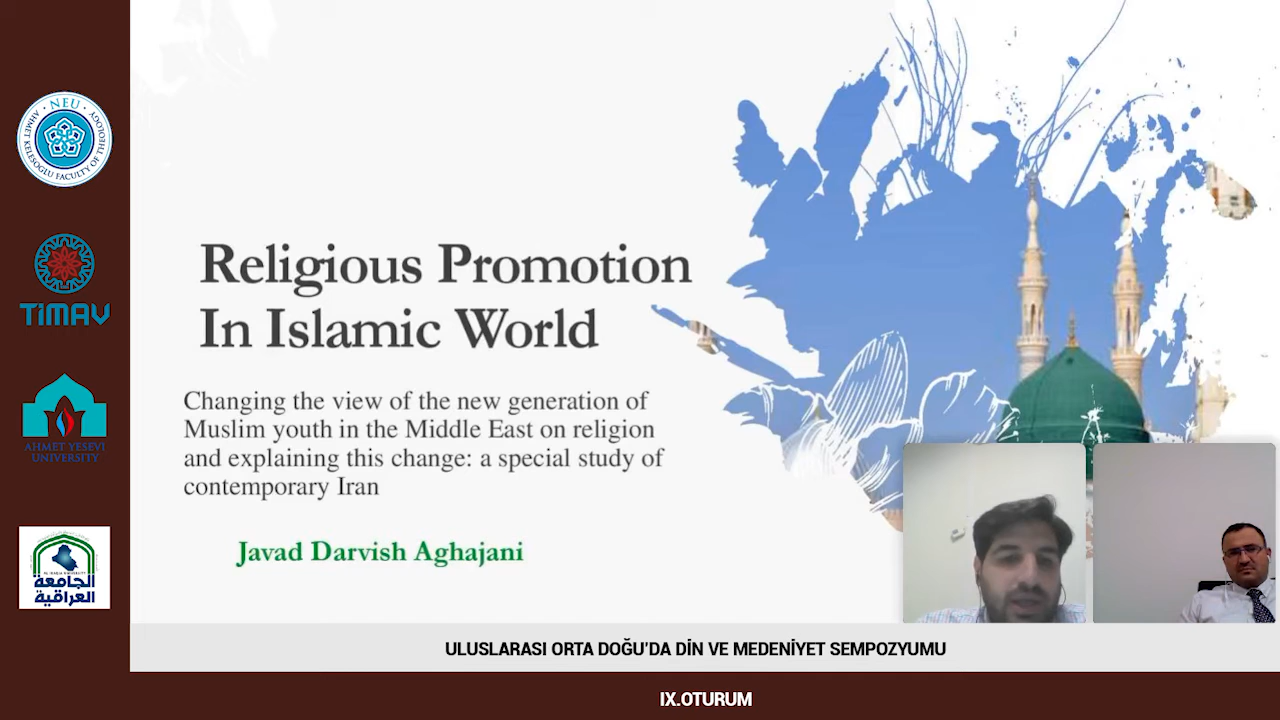 NEU
AHMET KELEŞOĞLU FACULTY OF THEOLOGY
TİMAV
AHMET YESEVI
UNIVERSITY
الجامعة
العراقية
Religious Promotion
In Islamic World
Changing the view of the new generation of
Muslim youth in the Middle East on religion
and explaining this change: a special study of
contemporary Iran
Javad Darvish Aghajani
ULUSLARASI ORTA DOĞU'DA DİN VE MEDENİYET SEMPOZYUMU
IX.OTURUM